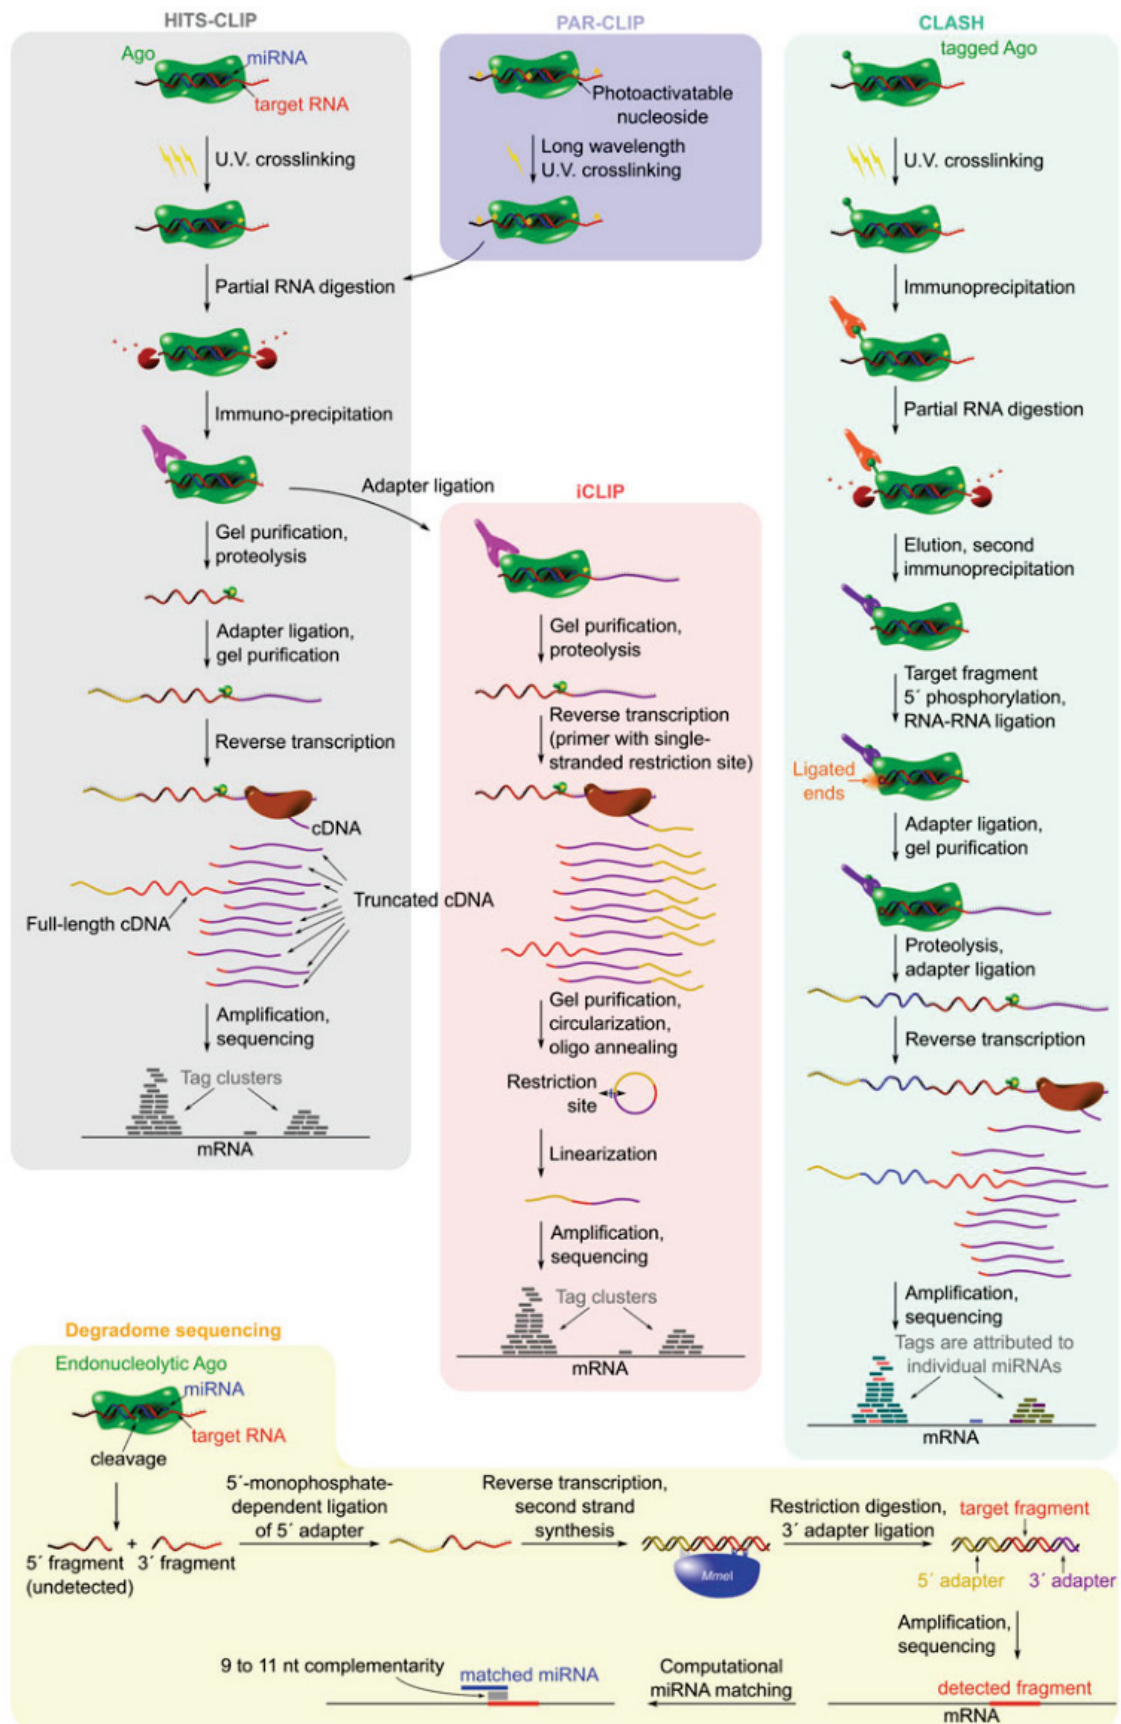 HITS-CLIP
Ago
miRNA
target RNA
U.V. crosslinking
Partial RNA digestion
Immuno-precipitation
Gel purification,
proteolysis
Adapter ligation,
gel purification
Reverse transcription
cDNA
Truncated cDNA
Full-length cDNA
Amplification,
sequencing
Tag clusters
mRNA
PAR-CLIP
Photoactivatable
nucleoside
Long wavelength
U.V. crosslinking
Adapter ligation
iCLIP
Gel purification,
proteolysis
Reverse transcription
(primer with single-
stranded restriction site)
Gel purification,
circularization,
oligo annealing
Restriction
site
Linearization
Amplification,
sequencing
Tag clusters
mRNA
CLASH
tagged Ago
U.V. crosslinking
Immunoprecipitation
Partial RNA digestion
Elution, second
immunoprecipitation
Target fragment
5´ phosphorylation,
RNA-RNA ligation
Ligated
ends
Adapter ligation,
gel purification
Proteolysis,
adapter ligation
Reverse transcription
Amplification,
sequencing
Tags are attributed to
individual miRNAs
mRNA
Degradome sequencing
Endonucleolytic Ago
miRNA
target RNA
cleavage
5´ fragment + 3´ fragment
(undetected)
5´-monophosphate-
dependent ligation
of 5´ adapter
Reverse transcription,
second strand
synthesis
MmeI
Restriction digestion,
3´ adapter ligation
target fragment
5´ adapter
3´ adapter
Amplification,
sequencing
detected fragment
mRNA
Computational
miRNA matching
9 to 11 nt complementarity
matched miRNA